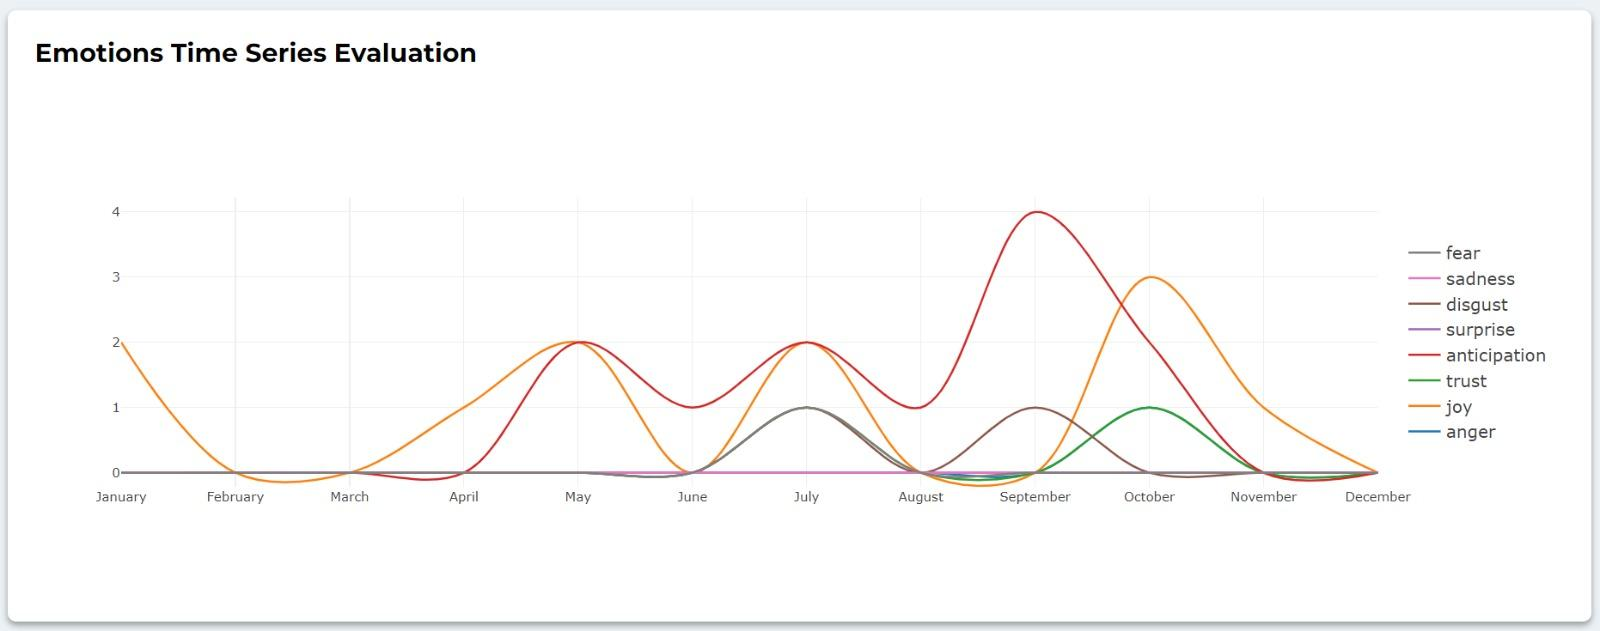 Emotions Time Series Evaluation
4
3
2
1
0
January February March April May June July August September October November December
fear
sadness
disgust
surprise
anticipation
trust
joy
anger